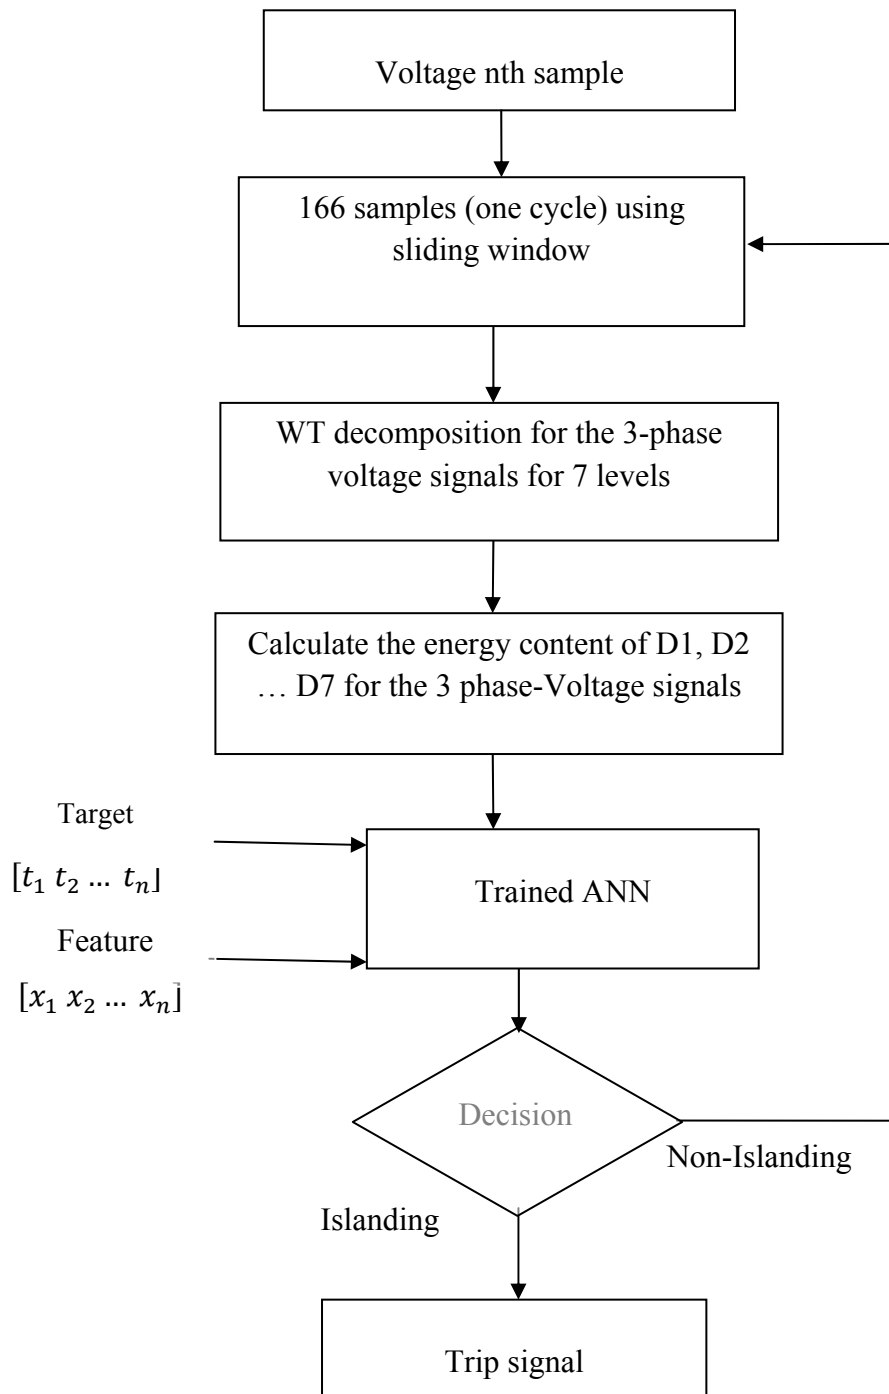 Voltage nth sample
166 samples (one cycle) using
sliding window
WT decomposition for the 3-phase
voltage signals for 7 levels
Calculate the energy content of D1, D2
… D7 for the 3 phase-Voltage signals
Target
[t₁ t₂ … tₙ]
Feature
[x₁ x₂ … xₙ]
Trained ANN
Decision
Non-Islanding
Islanding
Trip signal